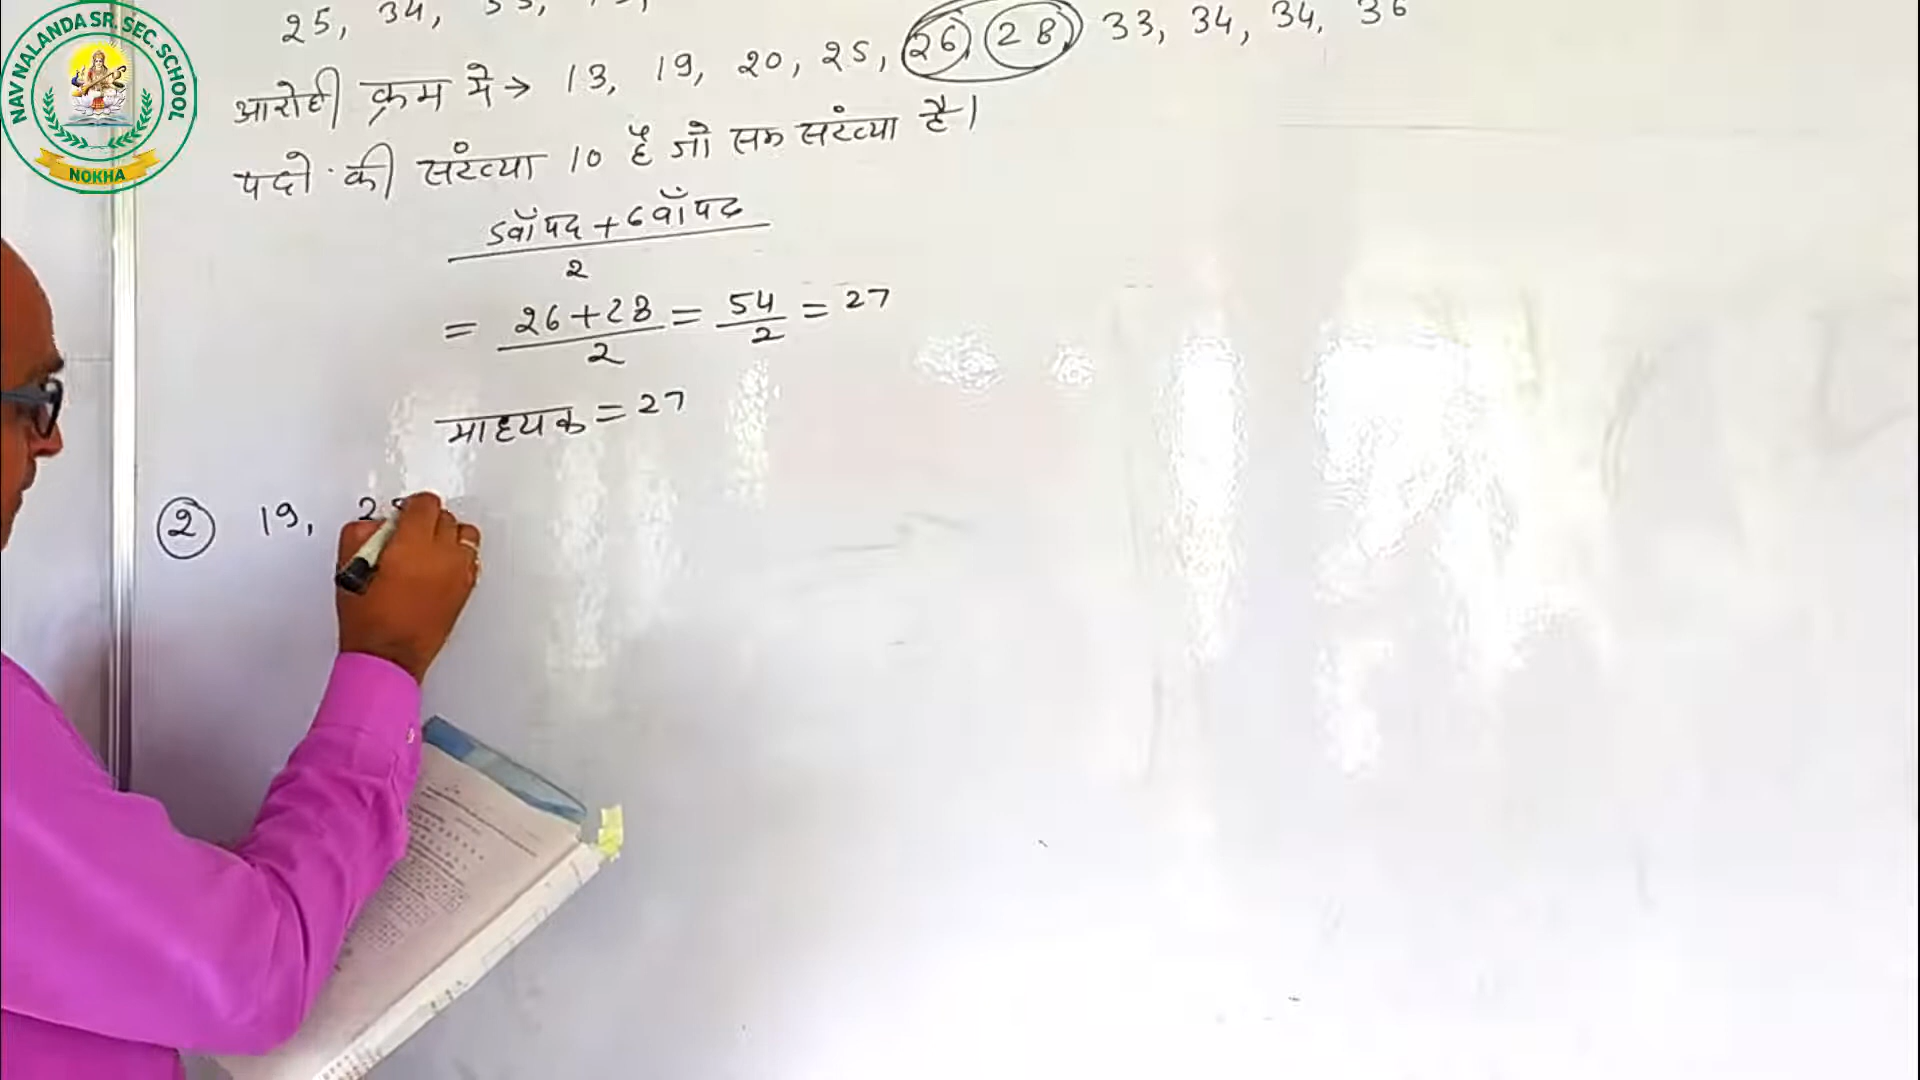 NAV NALANDA SR. SEC. SCHOOL
NOKHA
25, 34,
आरोही क्रम मे → 13, 19, 20, 25, 26, 28, 33, 34, 34, 36
पदो की संख्या 10 है जो सम संख्या है।
5वाँ पद + 6वाँ पद
2
= 26+28 = 54 = 27
2 2
माध्यक = 27
② 19,